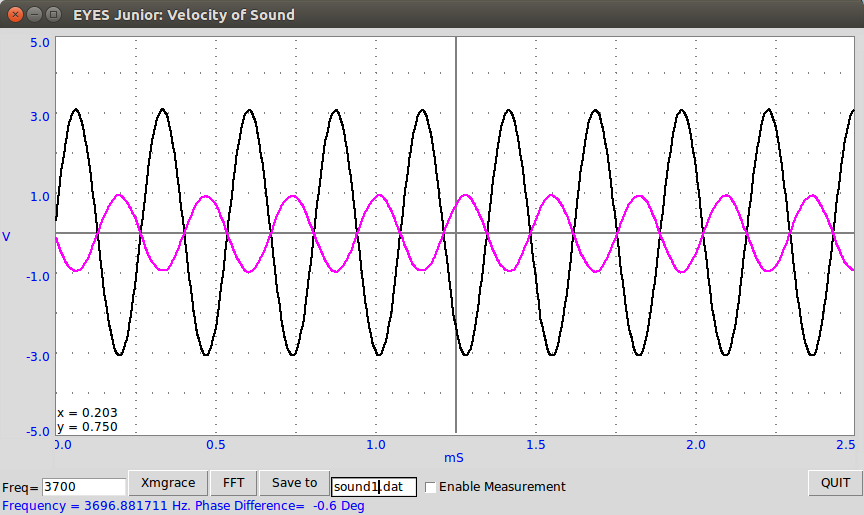 EYES Junior: Velocity of Sound
5.0
3.0
1.0
V
-1.0
-3.0
-5.0
x = 0.203
y = 0.750
0.0 0.5 1.0 1.5 2.0 2.5
mS
Freq= 3700 Xmgrace FFT Save to sound1.dat Enable Measurement QUIT
Frequency = 3696.881711 Hz. Phase Difference= -0.6 Deg